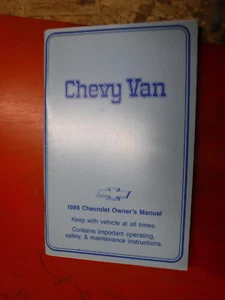 Chevy Van
1986 Chevrolet Owner's Manual
Keep with vehicle at all times.
Contains important operating,
safety, & maintenance instructions.